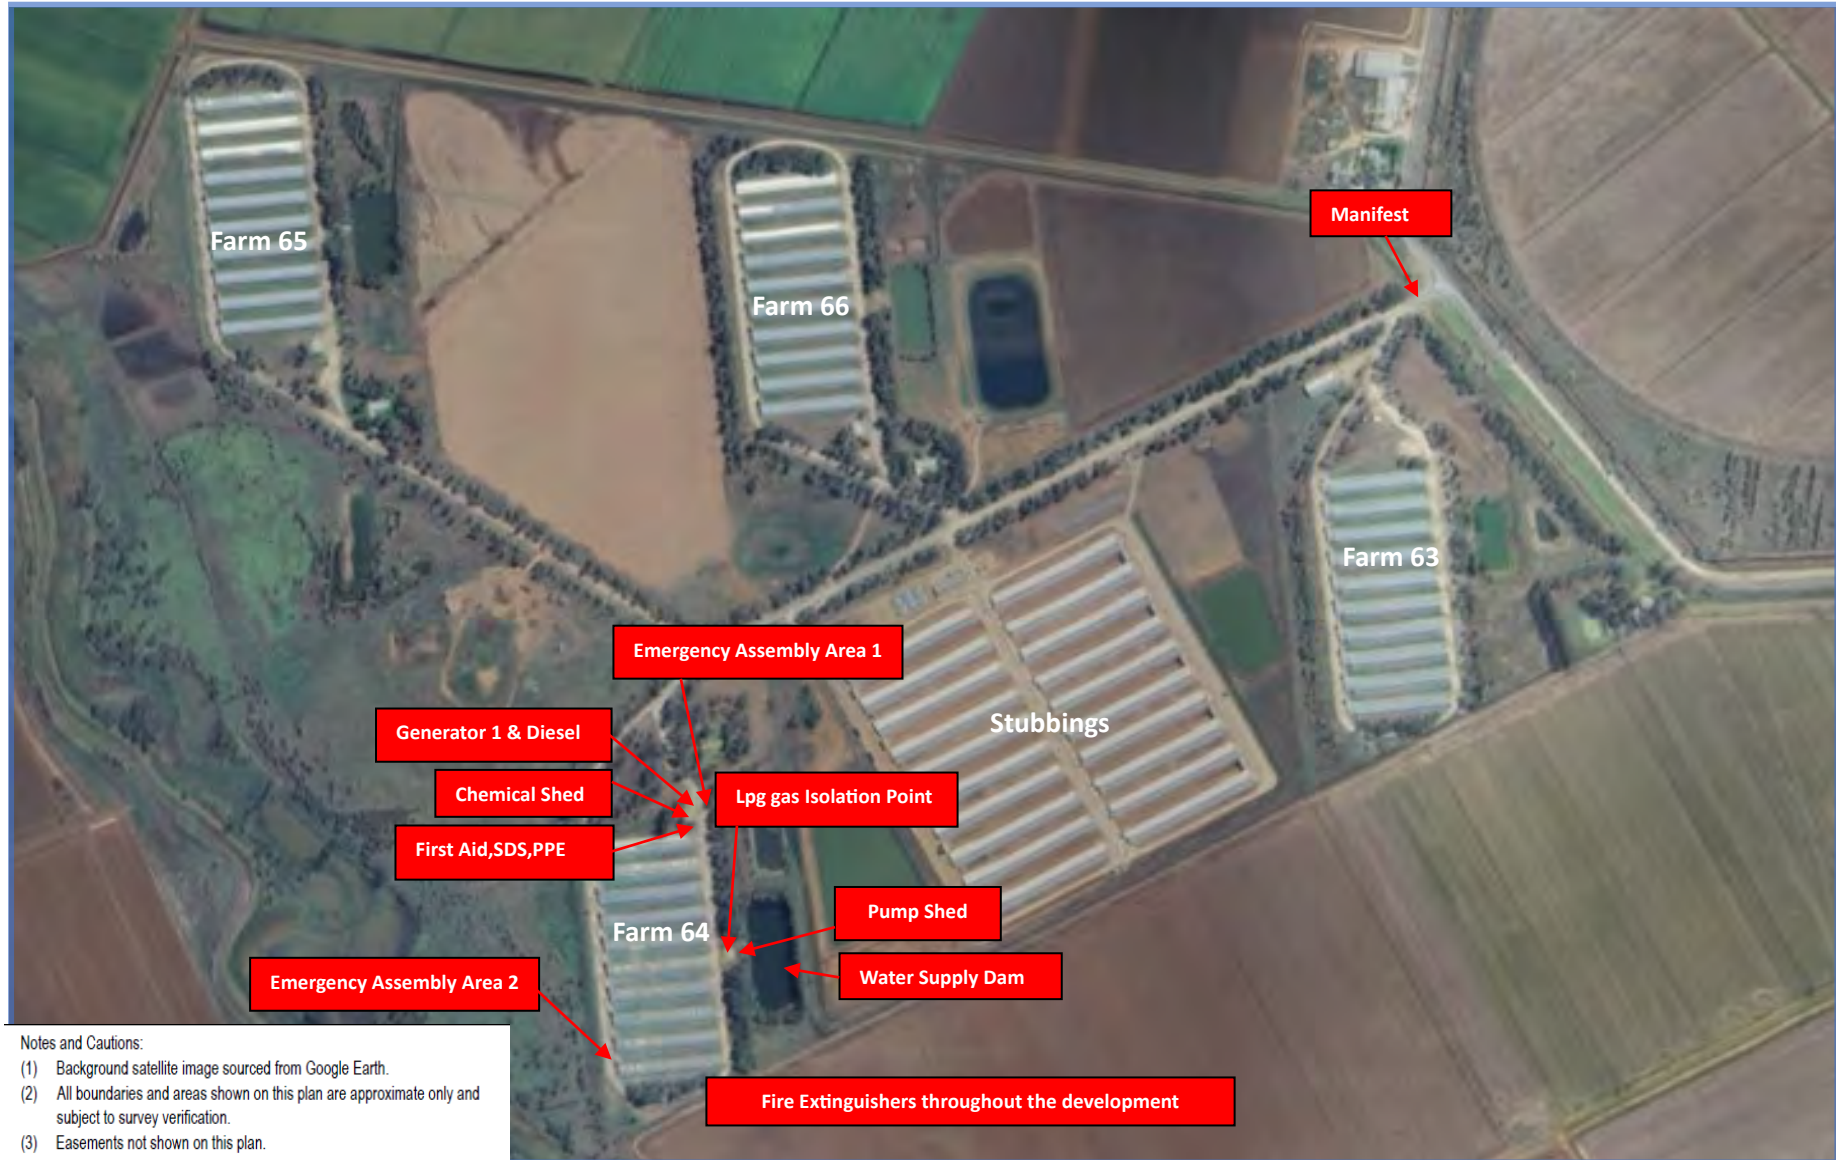 Manifest
Farm 65
Farm 66
Farm 63
Emergency Assembly Area 1
Stubbings
Generator 1 & Diesel
Chemical Shed
Lpg gas Isolation Point
First Aid,SDS,PPE
Pump Shed
Farm 64
Water Supply Dam
Emergency Assembly Area 2
Notes and Cautions:
(1) Background satellite image sourced from Google Earth.
(2) All boundaries and areas shown on this plan are approximate only and
subject to survey verification.
(3) Easements not shown on this plan.
Fire Extinguishers throughout the development